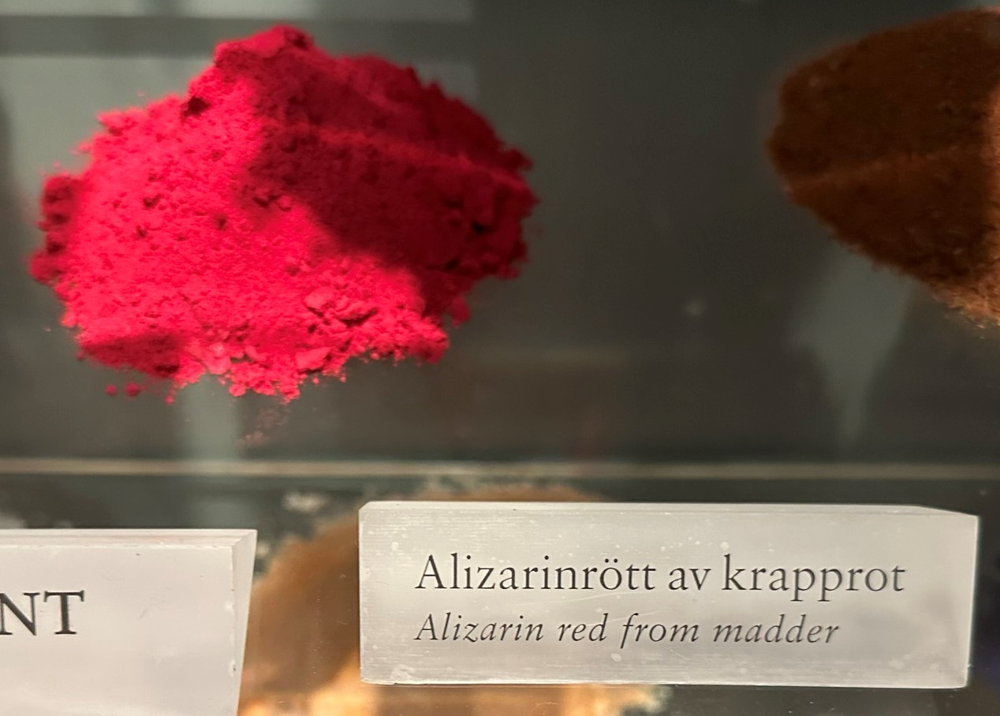 NT
Alizarinrött av krapprot
Alizarin red from madder